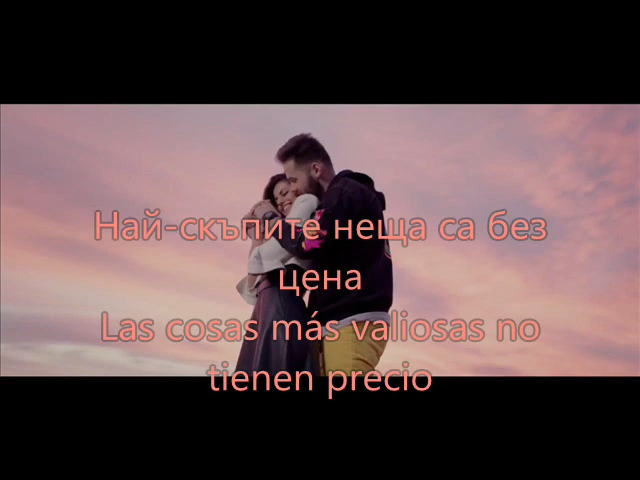 Най-скъпите неща са без
цена
Las cosas más valiosas no
tienen precio